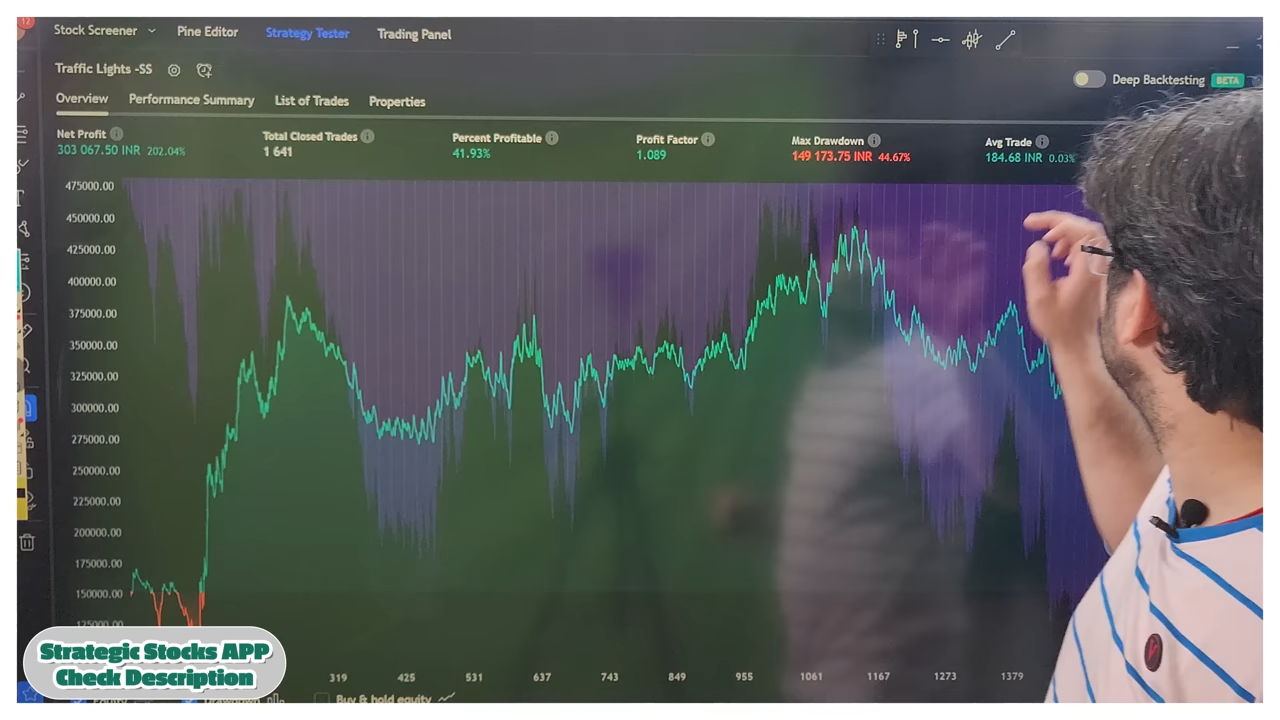 17
Stock Screener Pine Editor Strategy Tester Trading Panel
Traffic Lights -SS
Deep Backtesting BETA
Overview Performance Summary List of Trades Properties
Net Profit Total Closed Trades Percent Profitable Profit Factor Max Drawdown Avg Trade
303 067.50 INR 202.04% 1 641 41.93% 1.089 149 173.75 INR 44.67% 184.68 INR 0.03%
475000.00
450000.00
425000.00
400000.00
375000.00
350000.00
325000.00
300000.00
275000.00
250000.00
225000.00
200000.00
175000.00
150000.00
125000.00
319 425 531 637 743 849 955 1061 1167 1273 1379
Equity Drawdown Buy & hold equity
Strategic Stocks APP
Check Description